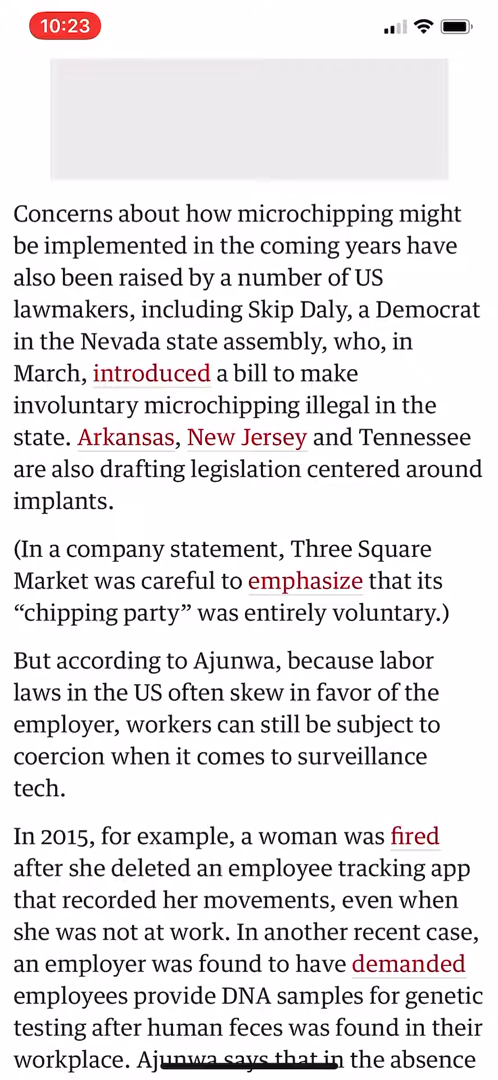 10:23
Concerns about how microchipping might
be implemented in the coming years have
also been raised by a number of US
lawmakers, including Skip Daly, a Democrat
in the Nevada state assembly, who, in
March, introduced a bill to make
involuntary microchipping illegal in the
state. Arkansas, New Jersey and Tennessee
are also drafting legislation centered around
implants.
(In a company statement, Three Square
Market was careful to emphasize that its
“chipping party” was entirely voluntary.)
But according to Ajunwa, because labor
laws in the US often skew in favor of the
employer, workers can still be subject to
coercion when it comes to surveillance
tech.
In 2015, for example, a woman was fired
after she deleted an employee tracking app
that recorded her movements, even when
she was not at work. In another recent case,
an employer was found to have demanded
employees provide DNA samples for genetic
testing after human feces was found in their
workplace. Ajunwa says that in the absence